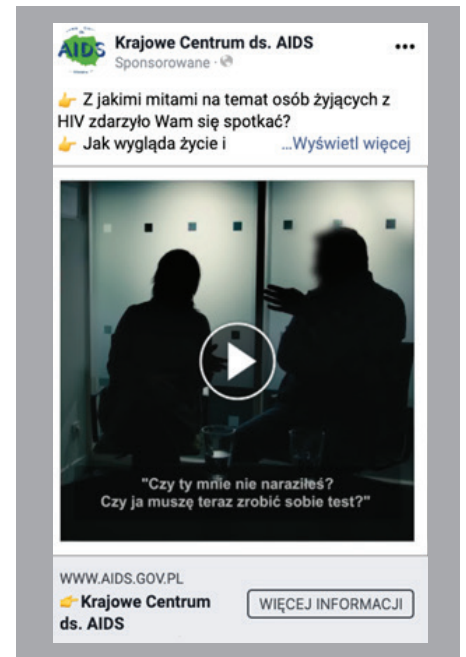 AIDS
Krajowe Centrum ds. AIDS
Sponsorowane ·
👉 Z jakimi mitami na temat osób żyjących z
HIV zdarzyło Wam się spotkać?
👉 Jak wygląda życie i ...Wyświetl więcej
"Czy ty mnie nie naraziłeś?
Czy ja muszę teraz zrobić sobie test?"
WWW.AIDS.GOV.PL
👉 Krajowe Centrum
ds. AIDS
WIĘCEJ INFORMACJI